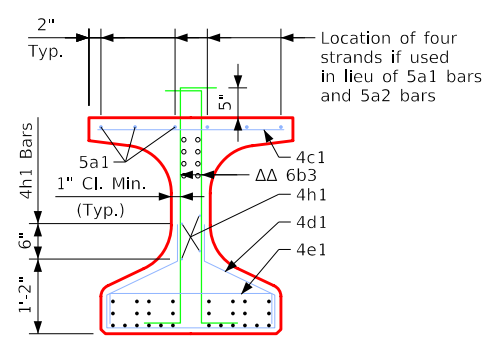 2"
Typ.
Location of four
strands if used
in lieu of 5a1 bars
and 5a2 bars
5"
4h1 Bars
5a1
4c1
1" Cl. Min.
(Typ.)
ΔΔ 6b3
4h1
6"
4d1
4e1
1'-2"